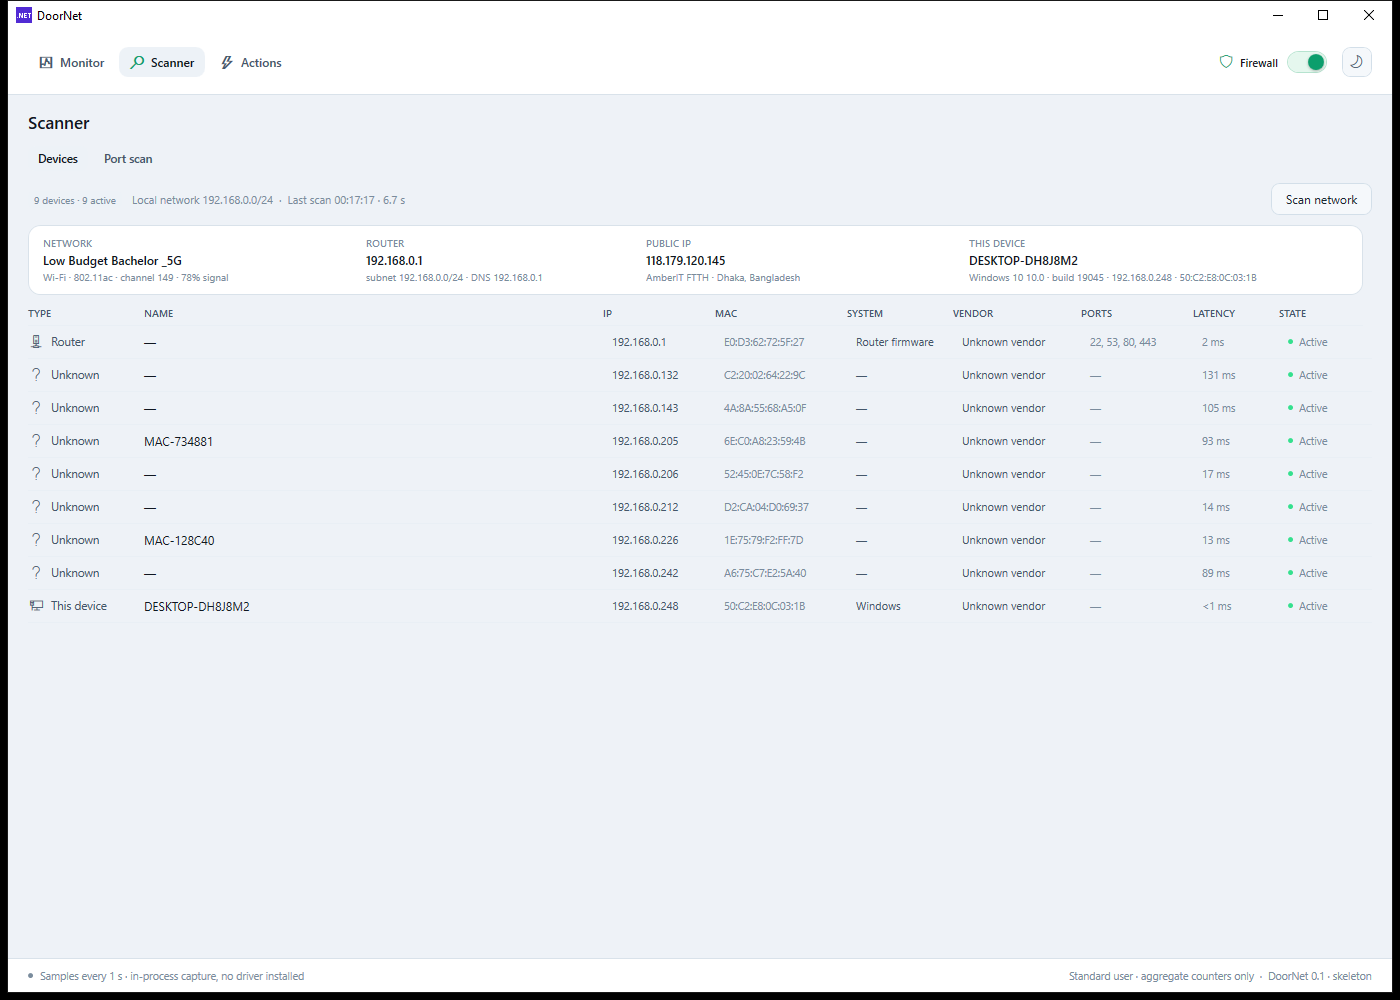 .NET DoorNet
Monitor Scanner Actions Firewall
Scanner
Devices Port scan
9 devices · 9 active Local network 192.168.0.0/24 · Last scan 00:17:17 · 6.7 s Scan network
NETWORK ROUTER PUBLIC IP THIS DEVICE
Low Budget Bachelor _5G 192.168.0.1 118.179.120.145 DESKTOP-DH8J8M2
Wi-Fi · 802.11ac · channel 149 · 78% signal subnet 192.168.0.0/24 · DNS 192.168.0.1 AmberIT FTTH · Dhaka, Bangladesh Windows 10 10.0 · build 19045 · 192.168.0.248 · 50:C2:E8:0C:03:1B
TYPE NAME IP MAC SYSTEM VENDOR PORTS LATENCY STATE
Router — 192.168.0.1 E0:D3:62:72:5F:27 Router firmware Unknown vendor 22, 53, 80, 443 2 ms Active
? Unknown — 192.168.0.132 C2:20:02:64:22:9C — Unknown vendor — 131 ms Active
? Unknown — 192.168.0.143 4A:8A:55:68:A5:0F — Unknown vendor — 105 ms Active
? Unknown MAC-734881 192.168.0.205 6E:C0:A8:23:59:4B — Unknown vendor — 93 ms Active
? Unknown — 192.168.0.206 52:45:0E:7C:58:F2 — Unknown vendor — 17 ms Active
? Unknown — 192.168.0.212 D2:CA:04:D0:69:37 — Unknown vendor — 14 ms Active
? Unknown MAC-128C40 192.168.0.226 1E:75:79:F2:FF:7D — Unknown vendor — 13 ms Active
? Unknown — 192.168.0.242 A6:75:C7:E2:5A:40 — Unknown vendor — 89 ms Active
This device DESKTOP-DH8J8M2 192.168.0.248 50:C2:E8:0C:03:1B Windows Unknown vendor — <1 ms Active
Samples every 1 s · in-process capture, no driver installed Standard user · aggregate counters only · DoorNet 0.1 · skeleton